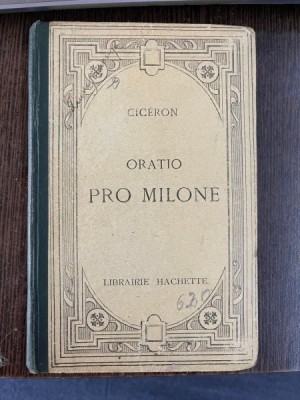 CICÉRON
ORATIO
PRO MILONE
LIBRAIRIE HACHETTE